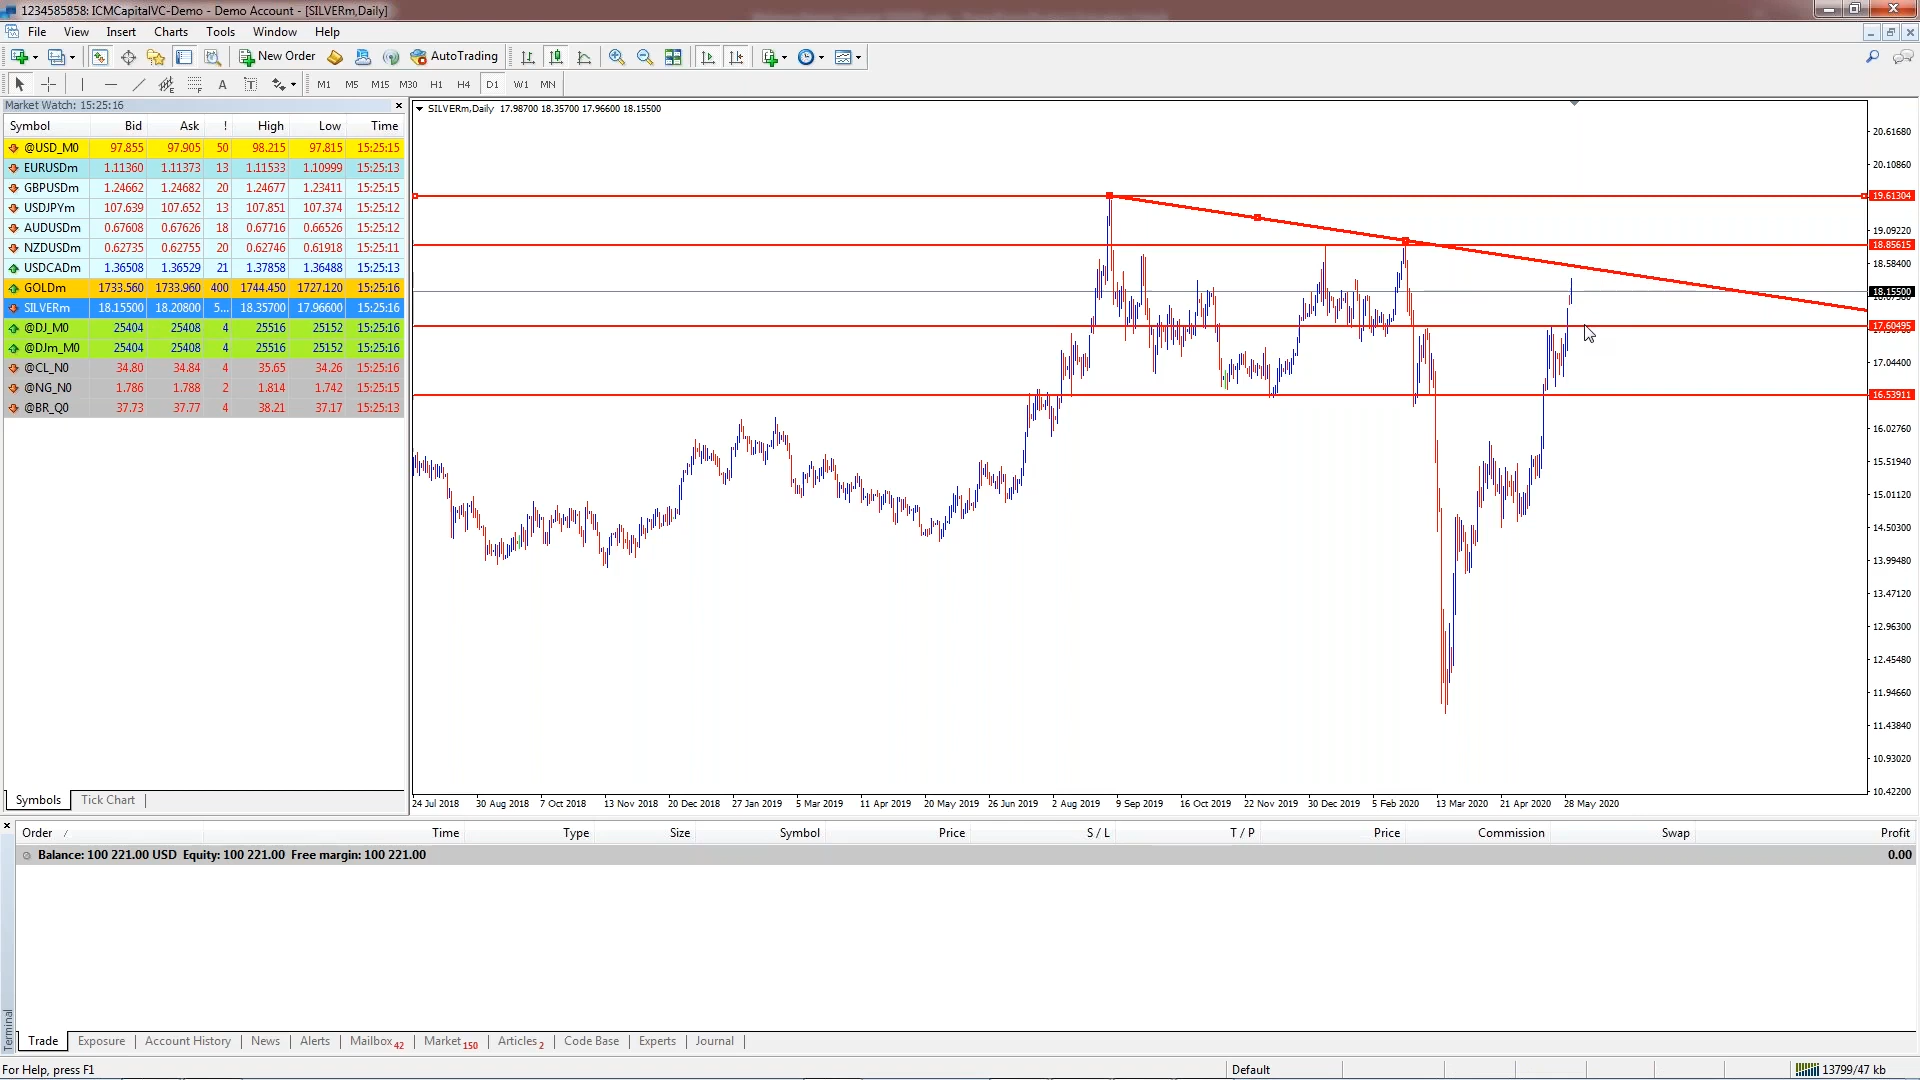 1234585858: ICMCapitalVC-Demo - Demo Account - [SILVERm,Daily]
File View Insert Charts Tools Window Help
New Order AutoTrading
A T M1 M5 M15 M30 H1 H4 D1 W1 MN
Market Watch: 15:25:16
Symbol Bid Ask ! High Low Time
@USD_M0 97.855 97.905 50 98.215 97.815 15:25:15
EURUSDm 1.11360 1.11373 13 1.11533 1.10999 15:25:13
GBPUSDm 1.24662 1.24682 20 1.24677 1.23411 15:25:15
USDJPYm 107.639 107.652 13 107.851 107.374 15:25:12
AUDUSDm 0.67608 0.67626 18 0.67716 0.66526 15:25:12
NZDUSDm 0.62735 0.62755 20 0.62746 0.61918 15:25:11
USDCADm 1.36508 1.36529 21 1.37858 1.36488 15:25:13
GOLDm 1733.560 1733.960 400 1744.450 1727.120 15:25:16
SILVERm 18.15500 18.20800 5... 18.35700 17.96600 15:25:16
@DJ_M0 25404 25408 4 25516 25152 15:25:16
@DJm_M0 25404 25408 4 25516 25152 15:25:16
@CL_N0 34.80 34.84 4 35.65 34.26 15:25:16
@NG_N0 1.786 1.788 2 1.814 1.742 15:25:15
@BR_Q0 37.73 37.77 4 38.21 37.17 15:25:13
Symbols Tick Chart
SILVERm,Daily 17.98700 18.35700 17.96600 18.15500
20.61680
20.10860
19.61304
19.09220
18.85615
18.58400
18.15500
17.60495
17.04400
16.53911
16.02760
15.51940
15.01120
14.50300
13.99480
13.47120
12.96300
12.45480
11.94660
11.43840
10.93020
10.42200
24 Jul 2018 30 Aug 2018 7 Oct 2018 13 Nov 2018 20 Dec 2018 27 Jan 2019 5 Mar 2019 11 Apr 2019 20 May 2019 26 Jun 2019 2 Aug 2019 9 Sep 2019 16 Oct 2019 22 Nov 2019 30 Dec 2019 5 Feb 2020 13 Mar 2020 21 Apr 2020 28 May 2020
Order / Time Type Size Symbol Price S / L T / P Price Commission Swap Profit
Balance: 100 221.00 USD Equity: 100 221.00 Free margin: 100 221.00 0.00
Terminal
Trade Exposure Account History News Alerts Mailbox 42 Market 150 Articles 2 Code Base Experts Journal
For Help, press F1 Default 13799/47 kb